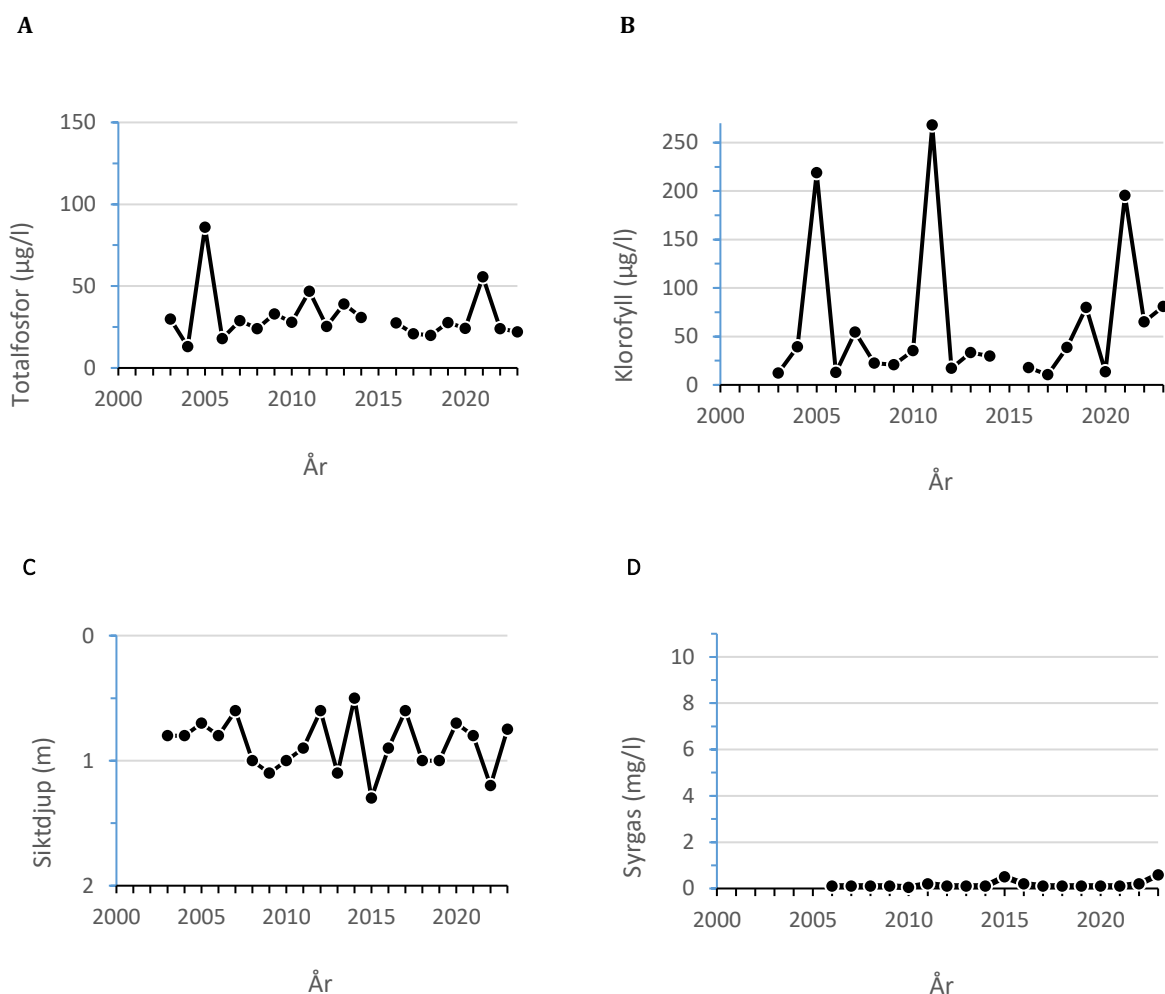 A
Totalfosfor (µg/l)
150
100
50
0
2000 2005 2010 2015 2020
År
B
Klorofyll (µg/l)
250
200
150
100
50
0
2000 2005 2010 2015 2020
År
C
Siktdjup (m)
0
1
2
2000 2005 2010 2015 2020
År
D
Syrgas (mg/l)
10
8
6
4
2
0
2000 2005 2010 2015 2020
År